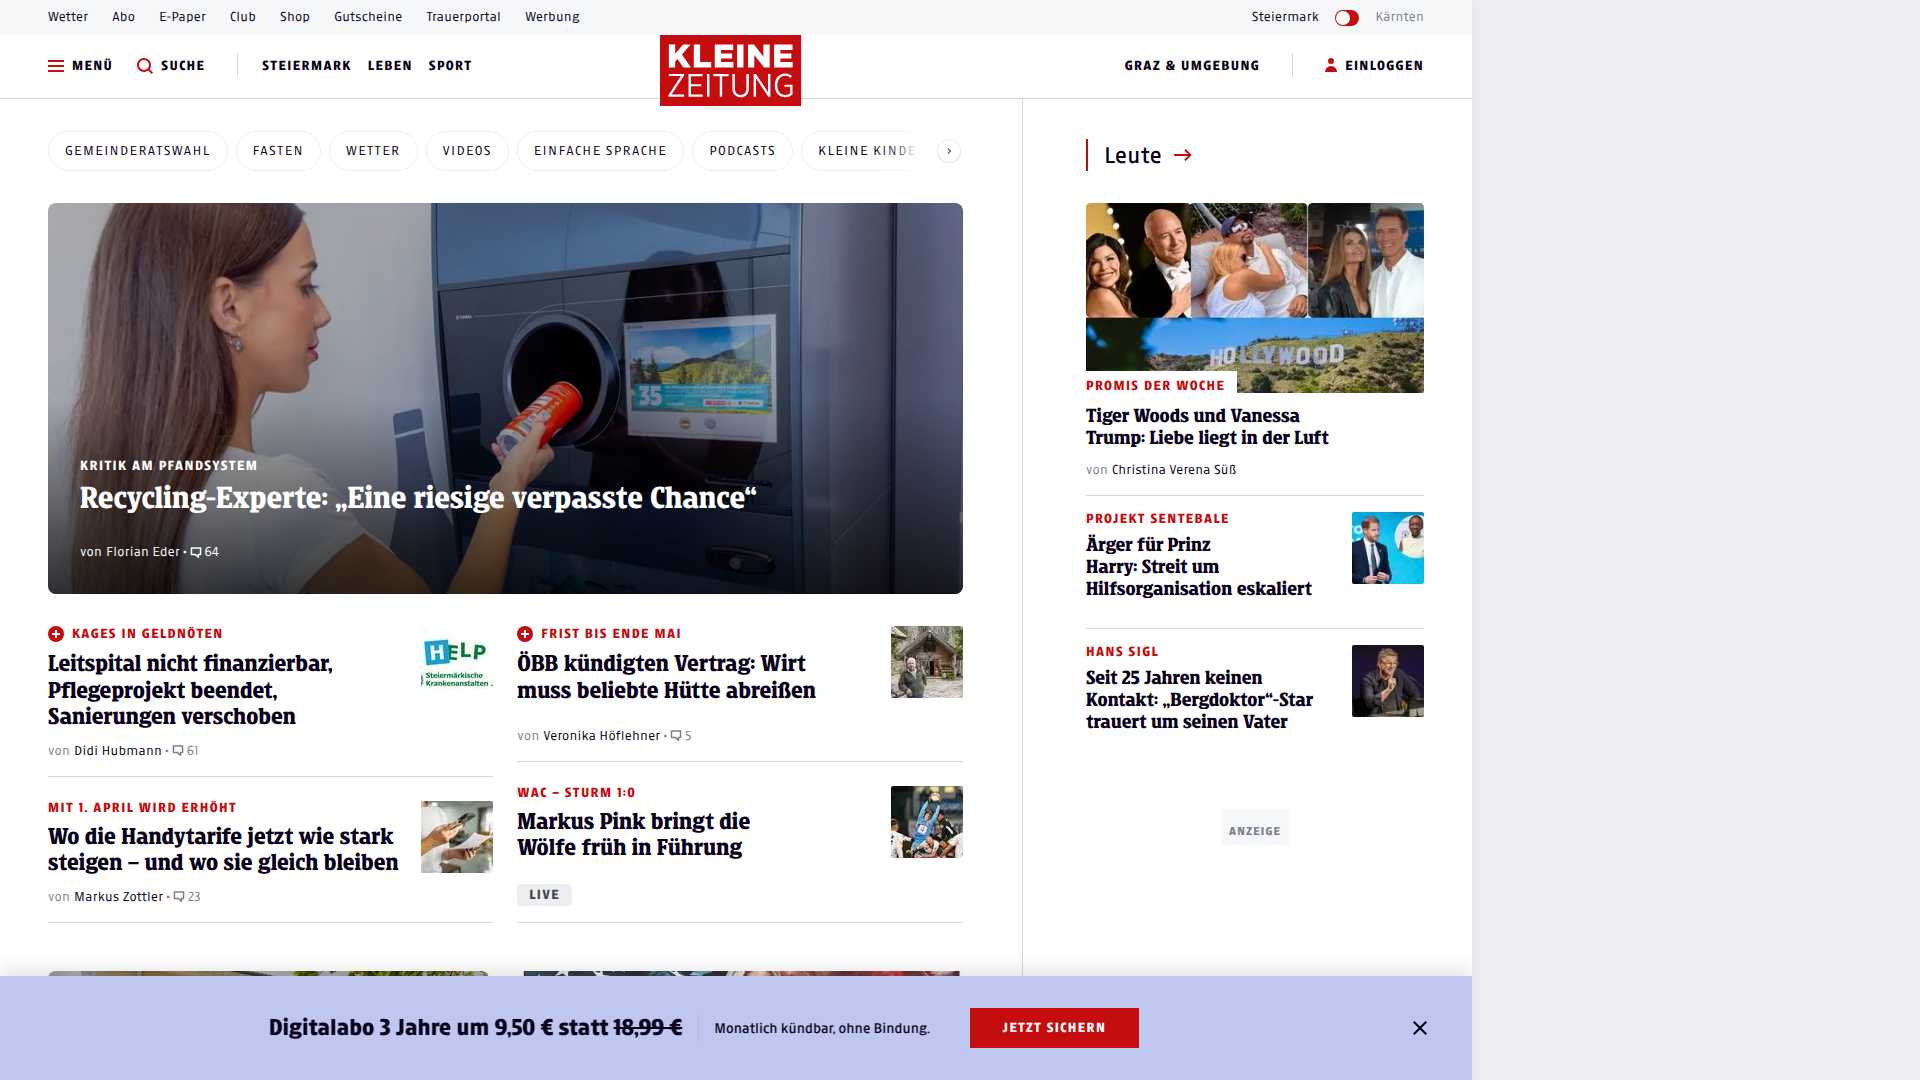 Wetter Abo E-Paper Club Shop Gutscheine Trauerportal Werbung Steiermark Kärnten
MENÜ SUCHE STEIERMARK LEBEN SPORT
KLEINE
ZEITUNG
GRAZ & UMGEBUNG EINLOGGEN
GEMEINDERATSWAHL FASTEN WETTER VIDEOS EINFACHE SPRACHE PODCASTS KLEINE KINDE
KRITIK AM PFANDSYSTEM
Recycling-Experte: „Eine riesige verpasste Chance“
von Florian Eder • 64
35
KAGES IN GELDNÖTEN
Leitspital nicht finanzierbar,
Pflegeprojekt beendet,
Sanierungen verschoben
von Didi Hubmann • 61
HELP
Steiermärkische
Krankenanstalten
MIT 1. APRIL WIRD ERHÖHT
Wo die Handytarife jetzt wie stark
steigen – und wo sie gleich bleiben
von Markus Zottler • 23
FRIST BIS ENDE MAI
ÖBB kündigten Vertrag: Wirt
muss beliebte Hütte abreißen
von Veronika Höflehner • 5
WAC – STURM 1:0
Markus Pink bringt die
Wölfe früh in Führung
LIVE
Leute
HOLLYWOOD
PROMIS DER WOCHE
Tiger Woods und Vanessa
Trump: Liebe liegt in der Luft
von Christina Verena Süß
PROJEKT SENTEBALE
Ärger für Prinz
Harry: Streit um
Hilfsorganisation eskaliert
HANS SIGL
Seit 25 Jahren keinen
Kontakt: „Bergdoktor“-Star
trauert um seinen Vater
ANZEIGE
Digitalabo 3 Jahre um 9,50 € statt 18,99 € Monatlich kündbar, ohne Bindung. JETZT SICHERN